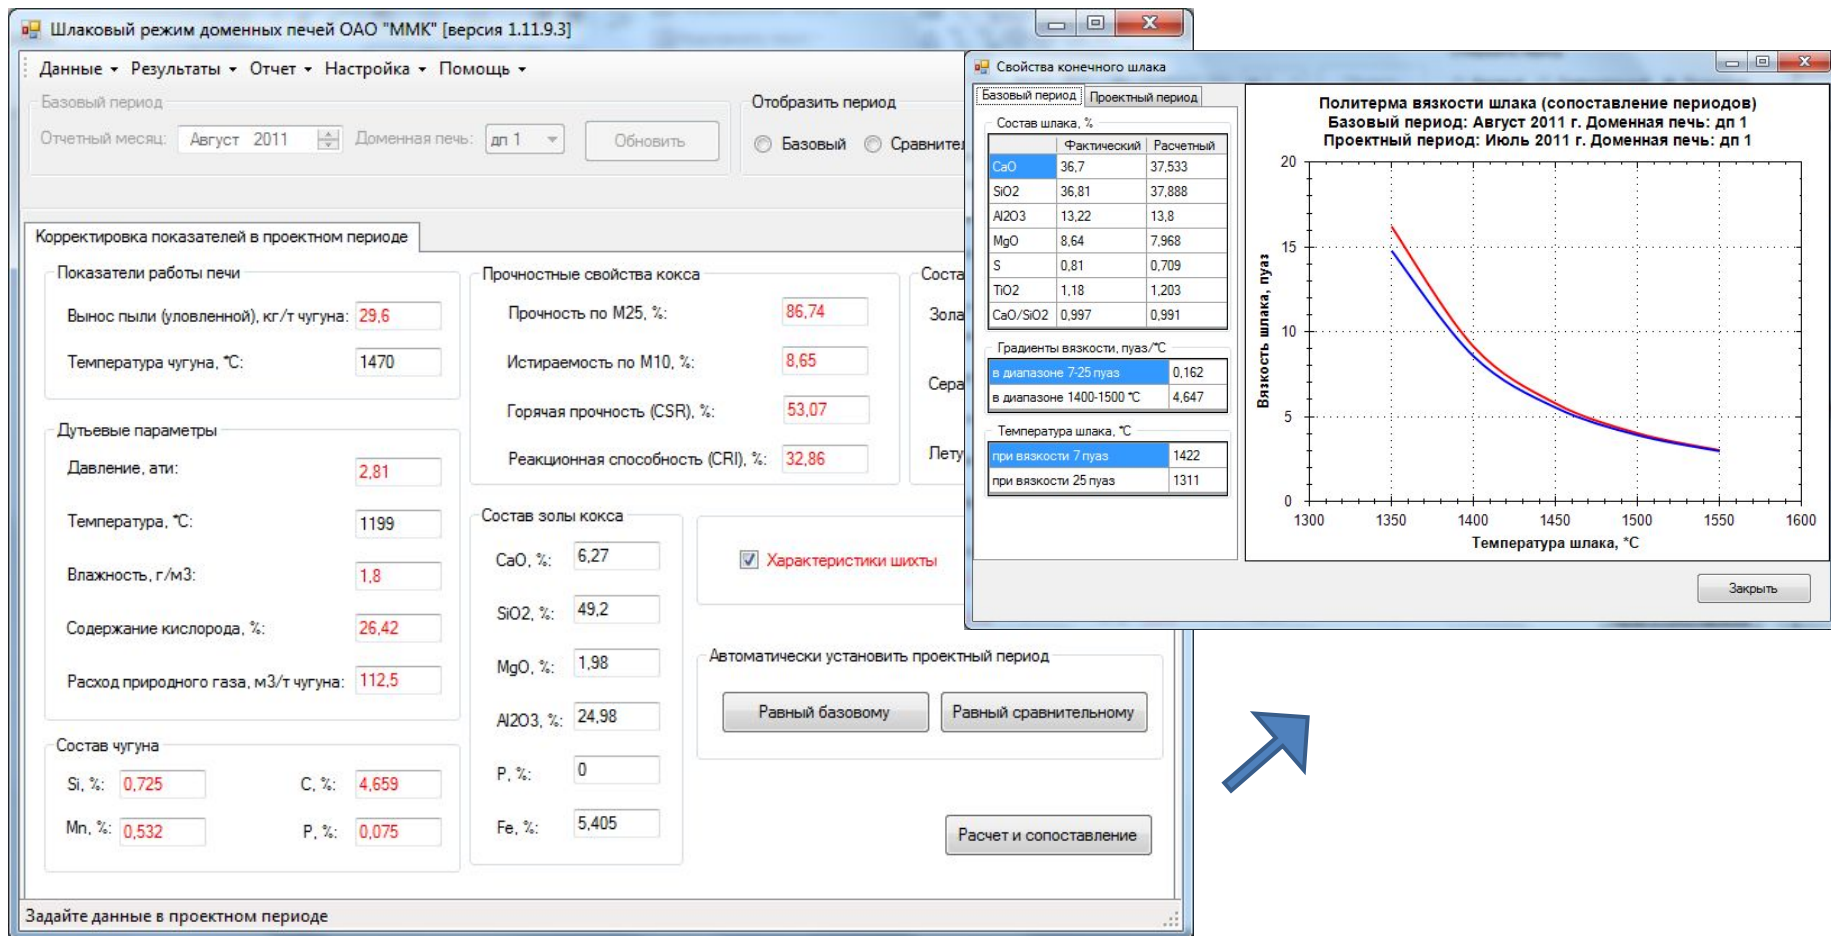 Шлаковый режим доменных печей ОАО "ММК" [версия 1.11.9.3]
Данные Результаты Отчет Настройка Помощь
Базовый период
Отчетный месяц: Август 2011 Доменная печь: дп 1 Обновить
Отобразить период
Базовый
Корректировка показателей в проектном периоде
Показатели работы печи
Вынос пыли (уловленной), кг/т чугуна: 29,6
Температура чугуна, °С: 1470
Дутьевые параметры
Давление, ати: 2,81
Температура, °С: 1199
Влажность, г/м3: 1,8
Содержание кислорода, %: 26,42
Расход природного газа, м3/т чугуна: 112,5
Состав чугуна
Si, %: 0,725 C, %: 4,659
Mn, %: 0,532 P, %: 0,075
Прочностные свойства кокса
Прочность по М25, %: 86,74
Истираемость по М10, %: 8,65
Горячая прочность (CSR), %: 53,07
Реакционная способность (CRI), %: 32,86
Состав золы кокса
CaO, %: 6,27
SiO2, %: 49,2
MgO, %: 1,98
Al2O3, %: 24,98
P, %: 0
Fe, %: 5,405
Зола
Сера
Характеристики шихты
Автоматически установить проектный период
Равный базовому Равный сравнительному
Расчет и сопоставление
Задайте данные в проектном периоде
Свойства конечного шлака
Базовый период Проектный период
Состав шлака, %
Фактический Расчетный
CaO 36,7 37,533
SiO2 36,81 37,888
Al2O3 13,22 13,8
MgO 8,64 7,968
S 0,81 0,709
TiO2 1,18 1,203
CaO/SiO2 0,997 0,991
Градиенты вязкости, пуаз/°С
в диапазоне 7-25 пуаз 0,162
в диапазоне 1400-1500 °С 4,647
Температура шлака, °С
при вязкости 7 пуаз 1422
при вязкости 25 пуаз 1311
Политерма вязкости шлака (сопоставление периодов)
Базовый период: Август 2011 г. Доменная печь: дп 1
Проектный период: Июль 2011 г. Доменная печь: дп 1
Вязкость шлака, пуаз
20
15
10
5
0
1300 1350 1400 1450 1500 1550 1600
Температура шлака, °С
Закрыть